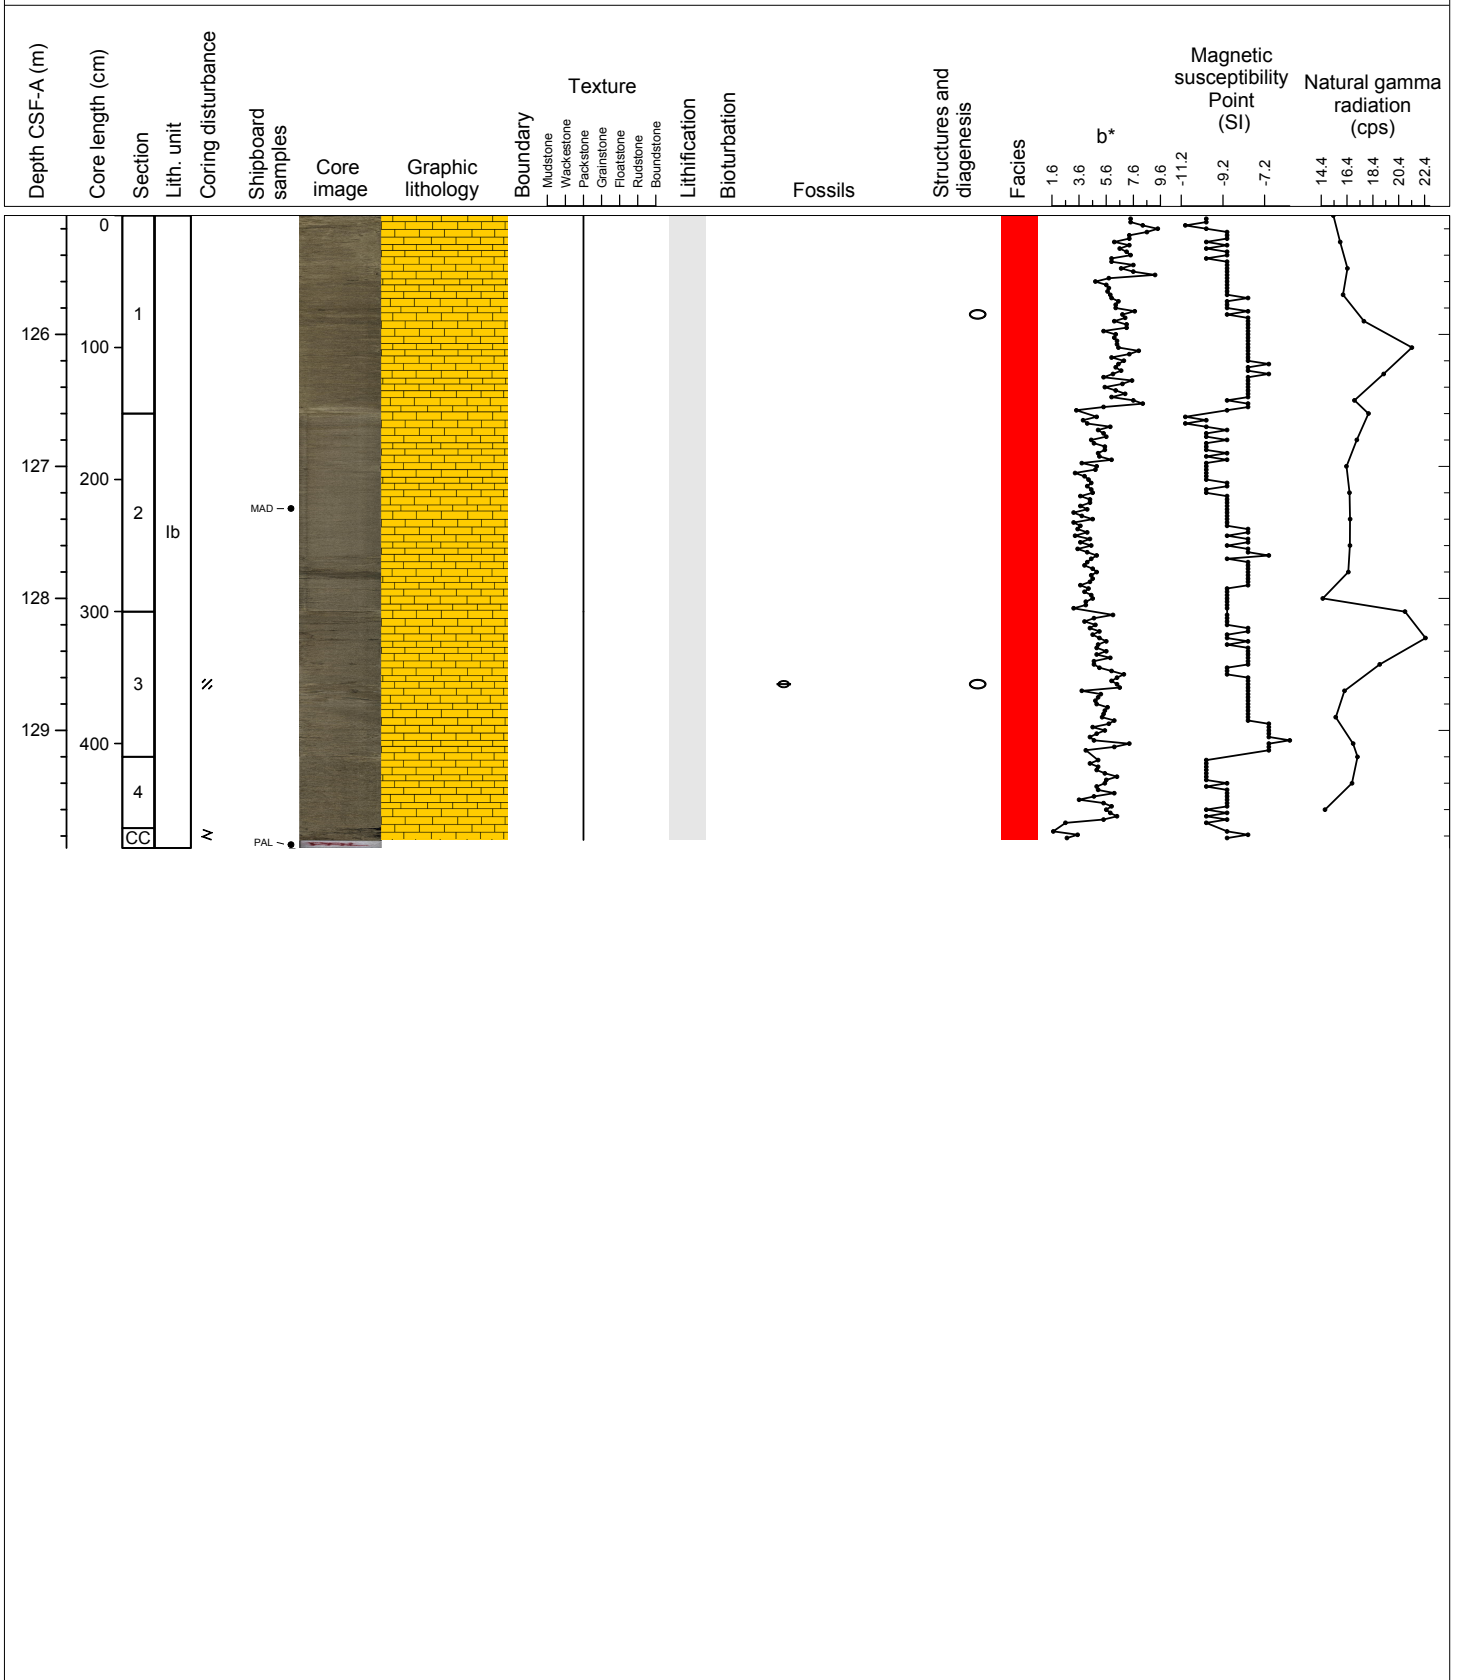 Depth CSF-A (m)
Core length (cm)
Section
Lith. unit
Coring disturbance
Shipboard
samples
Core
image
Graphic
lithology
Boundary
Texture
Mudstone
Wackestone
Packstone
Grainstone
Floatstone
Rudstone
Boundstone
Lithification
Bioturbation
Fossils
Structures and
diagenesis
Facies
b*
1.6
3.6
5.6
7.6
9.6
Magnetic
susceptibility
Point
(SI)
-11.2
-9.2
-7.2
Natural gamma
radiation
(cps)
14.4
16.4
18.4
20.4
22.4
126
127
128
129
0
100
200
300
400
1
2
3
4
CC
Ib
MAD
PAL